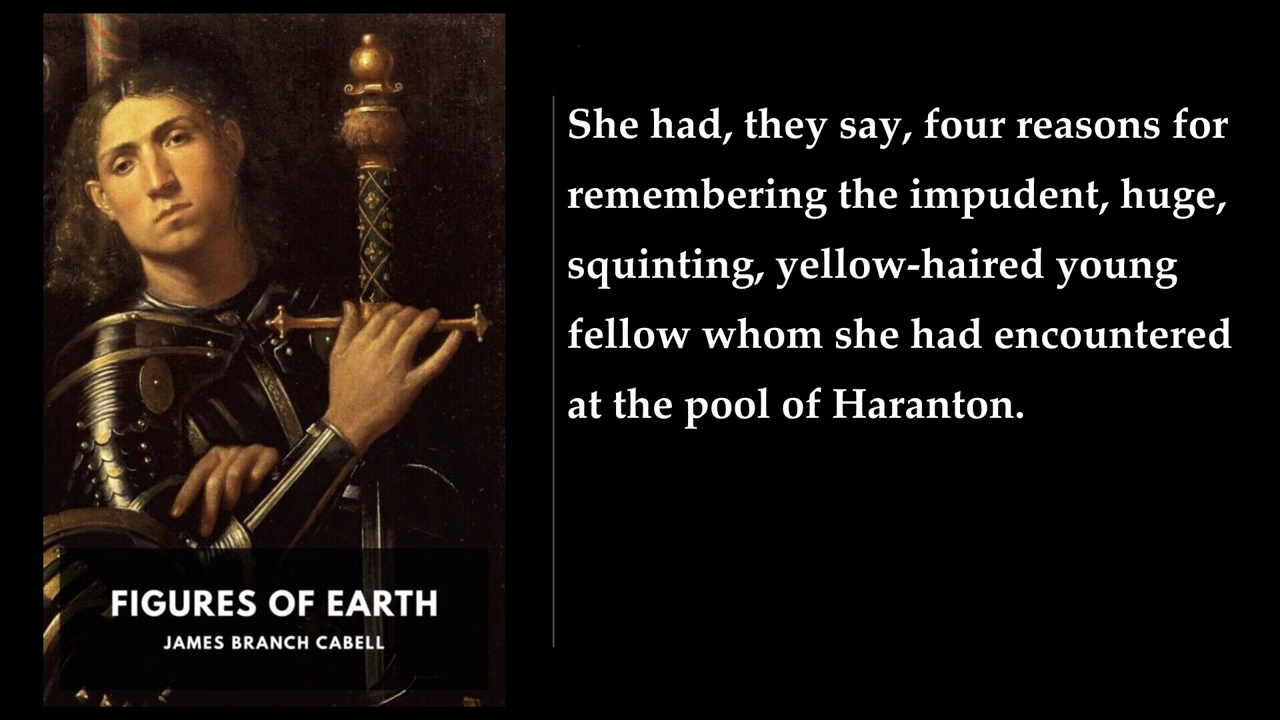 She had, they say, four reasons for
remembering the impudent, huge,
squinting, yellow-haired young
fellow whom she had encountered
at the pool of Haranton.
FIGURES OF EARTH
JAMES BRANCH CABELL